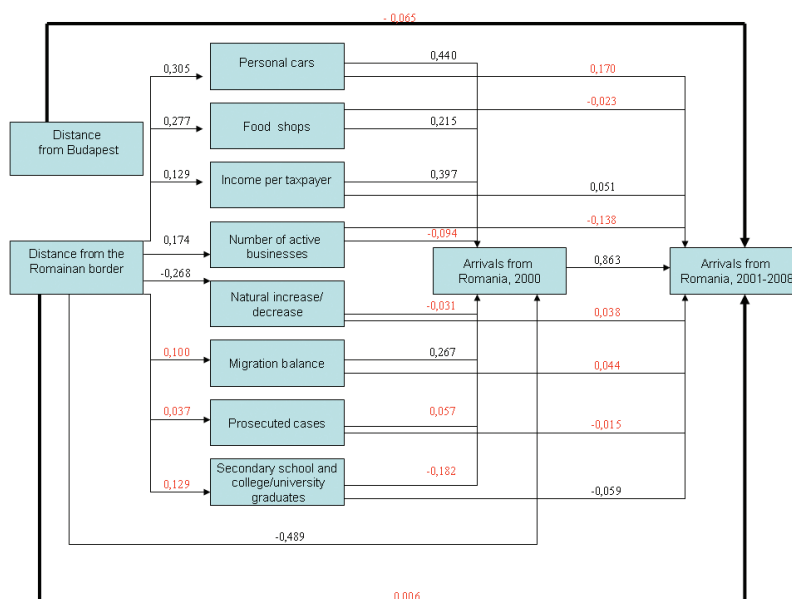 - 0,065
Personal cars
0,440
0,305
0,170
-0,023
Food shops
0,277
0,215
Distance
from Budapest
Income per taxpayer
0,129
0,397
0,051
-0,138
Number of active
businesses
0,174
-0,094
Distance from the
Romainan border
Arrivals from
Romania, 2000
0,863
Arrivals from
Romania, 2001-2008
-0,268
Natural increase/
decrease
-0,031
0,038
0,100
Migration balance
0,267
0,044
0,037
0,057
Prosecuted cases
-0,015
Secondary school and
college/university
graduates
-0,182
0,129
-0,059
-0,489
0,006